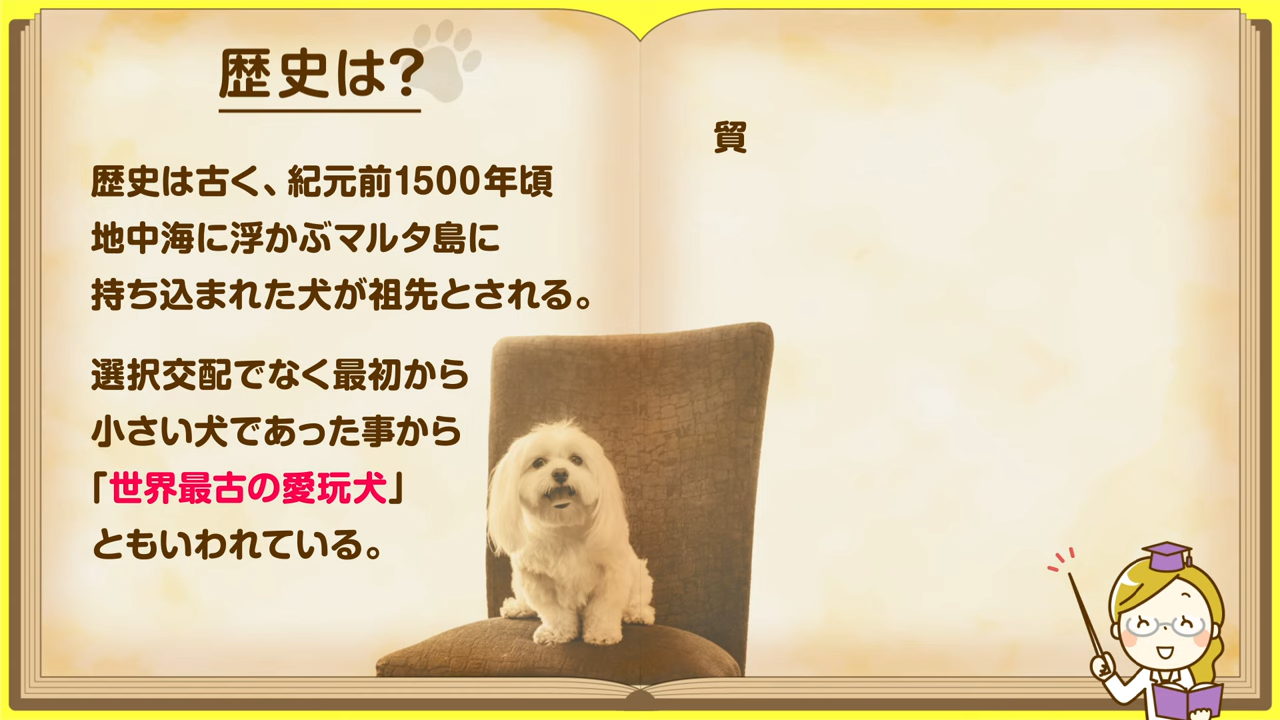 歴史は?
歴史は古く、紀元前1500年頃
地中海に浮かぶマルタ島に
持ち込まれた犬が祖先とされる。
選択交配でなく最初から
小さい犬であった事から
「世界最古の愛玩犬」
ともいわれている。
貿